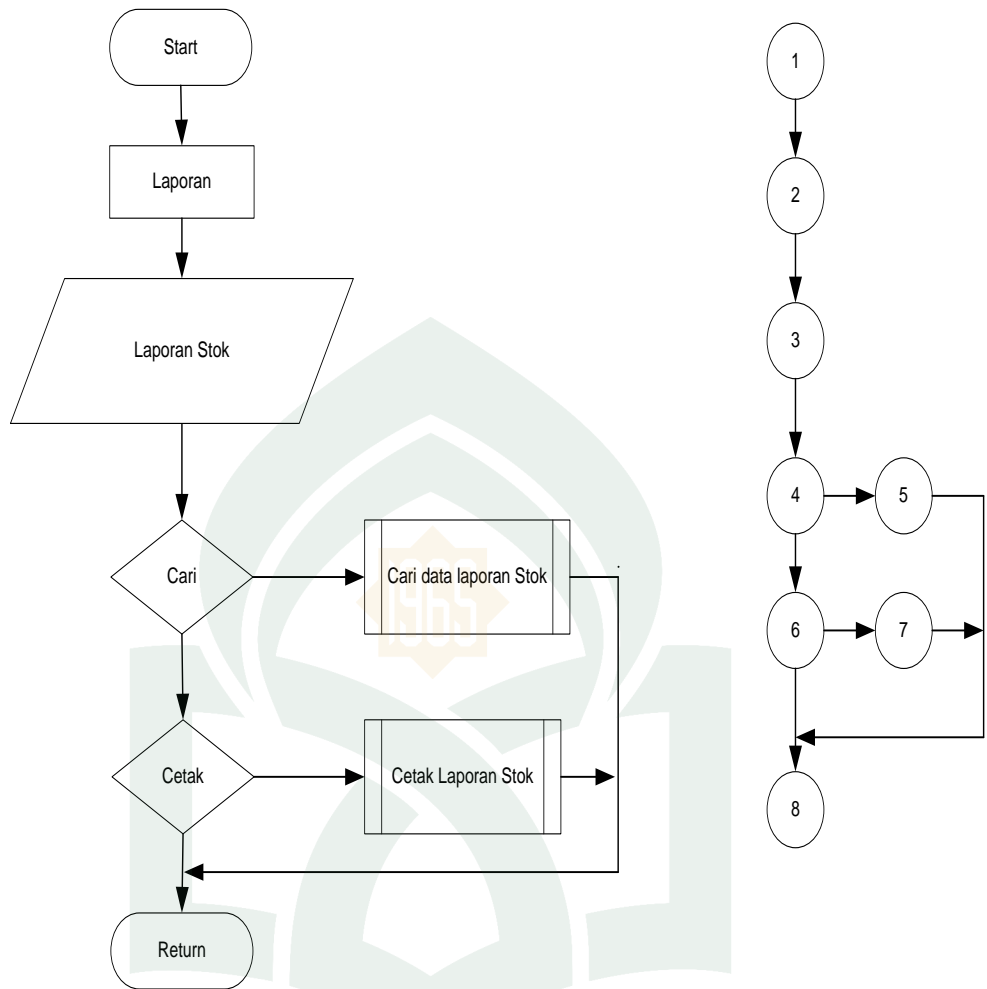 Start
Laporan
Laporan Stok
Cari
Cari data laporan Stok
Cetak
Cetak Laporan Stok
Return
1
2
3
4
5
6
7
8
1965